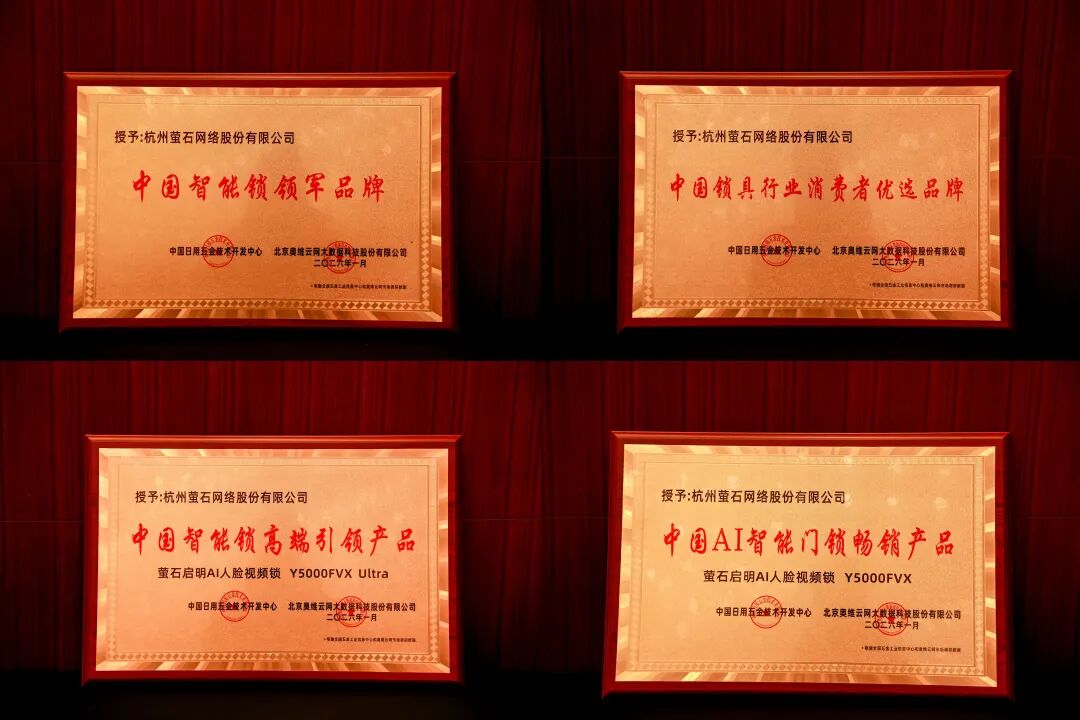 授予:杭州萤石网络股份有限公司
中国智能锁领军品牌
中国日用五金技术开发中心 北京奥维云网大数据科技股份有限公司
二〇二六年一月
授予:杭州萤石网络股份有限公司
中国锁具行业消费者优选品牌
中国日用五金技术开发中心 北京奥维云网大数据科技股份有限公司
二〇二六年一月
授予:杭州萤石网络股份有限公司
中国智能锁高端引领产品
萤石启明AI人脸视频锁 Y5000FVX Ultra
中国日用五金技术开发中心 北京奥维云网大数据科技股份有限公司
二〇二六年一月
授予:杭州萤石网络股份有限公司
中国AI智能门锁畅销产品
萤石启明AI人脸视频锁 Y5000FVX
中国日用五金技术开发中心 北京奥维云网大数据科技股份有限公司
二〇二六年一月